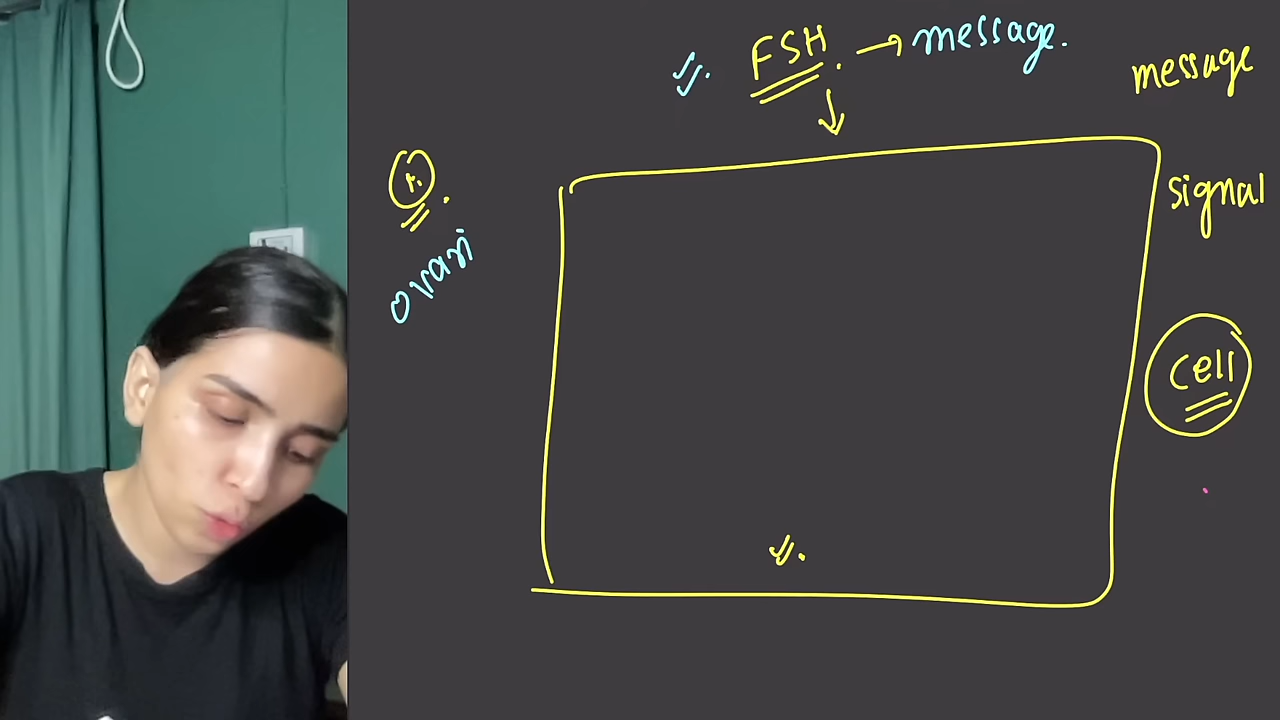 FSH. → message.
message
signal
ovari
cell